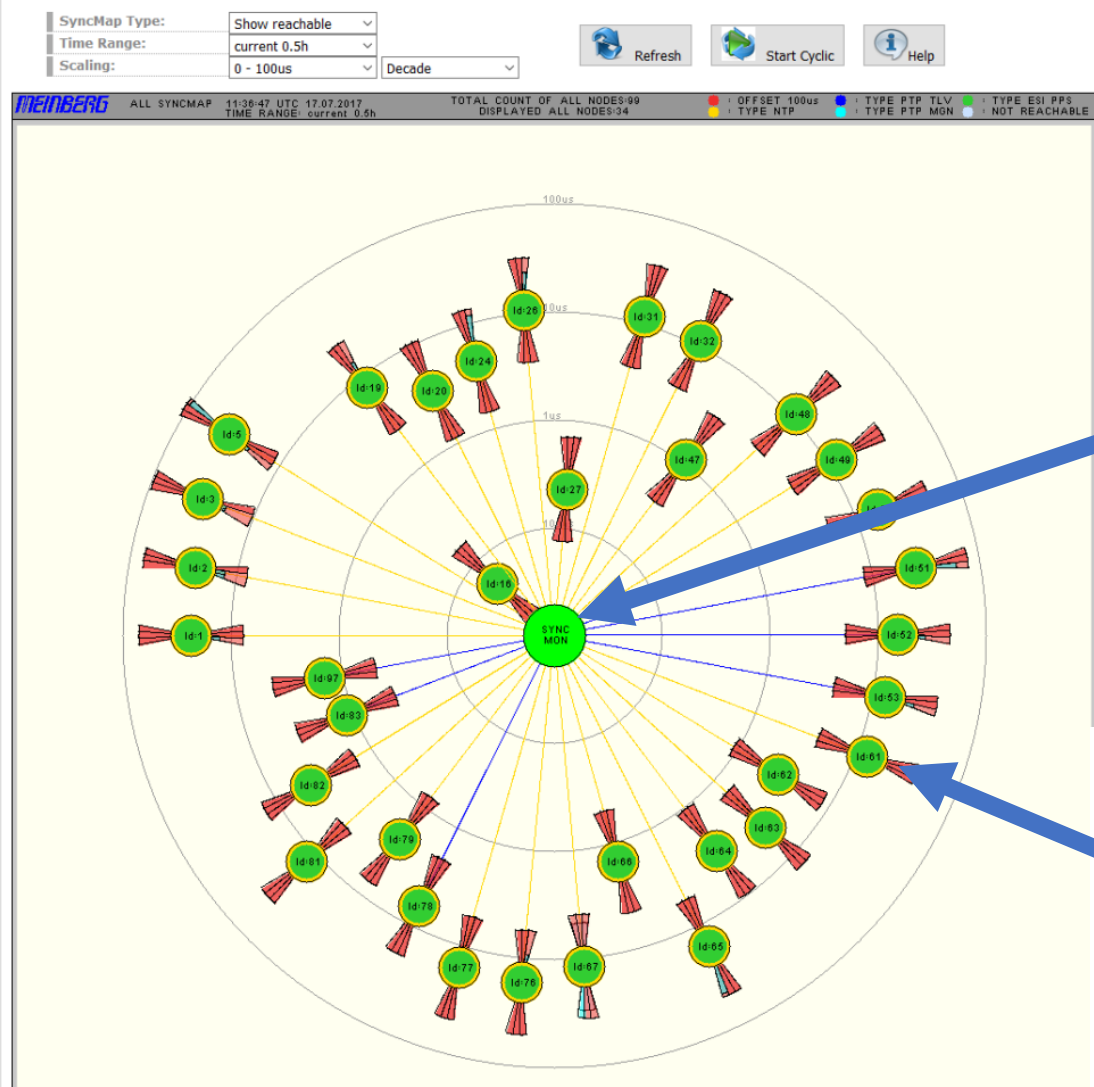 SyncMap Type: Show reachable
Time Range: current 0.5h
Scaling: 0 - 100us Decade
Refresh Start Cyclic Help
MEINBERG ALL SYNCMAP 11:36:47 UTC 17.07.2017 TOTAL COUNT OF ALL NODES:99 : OFFSET 100us : TYPE PTP TLV : TYPE ESI PPS
TIME RANGE: current 0.5h DISPLAYED ALL NODES:34 : TYPE NTP : TYPE PTP MGN : NOT REACHABLE
100us
10us
Id:26
Id:31
Id:32
Id:24
Id:19
Id:20
1us
Id:48
Id:5
Id:47
Id:49
Id:27
Id:3
Id:2
Id:51
Id:16
SYNC
MON
Id:1
Id:52
Id:97
Id:53
Id:83
Id:61
Id:62
Id:82
Id:63
Id:79
Id:64
Id:81
Id:66
Id:78
Id:65
Id:77
Id:67
Id:76